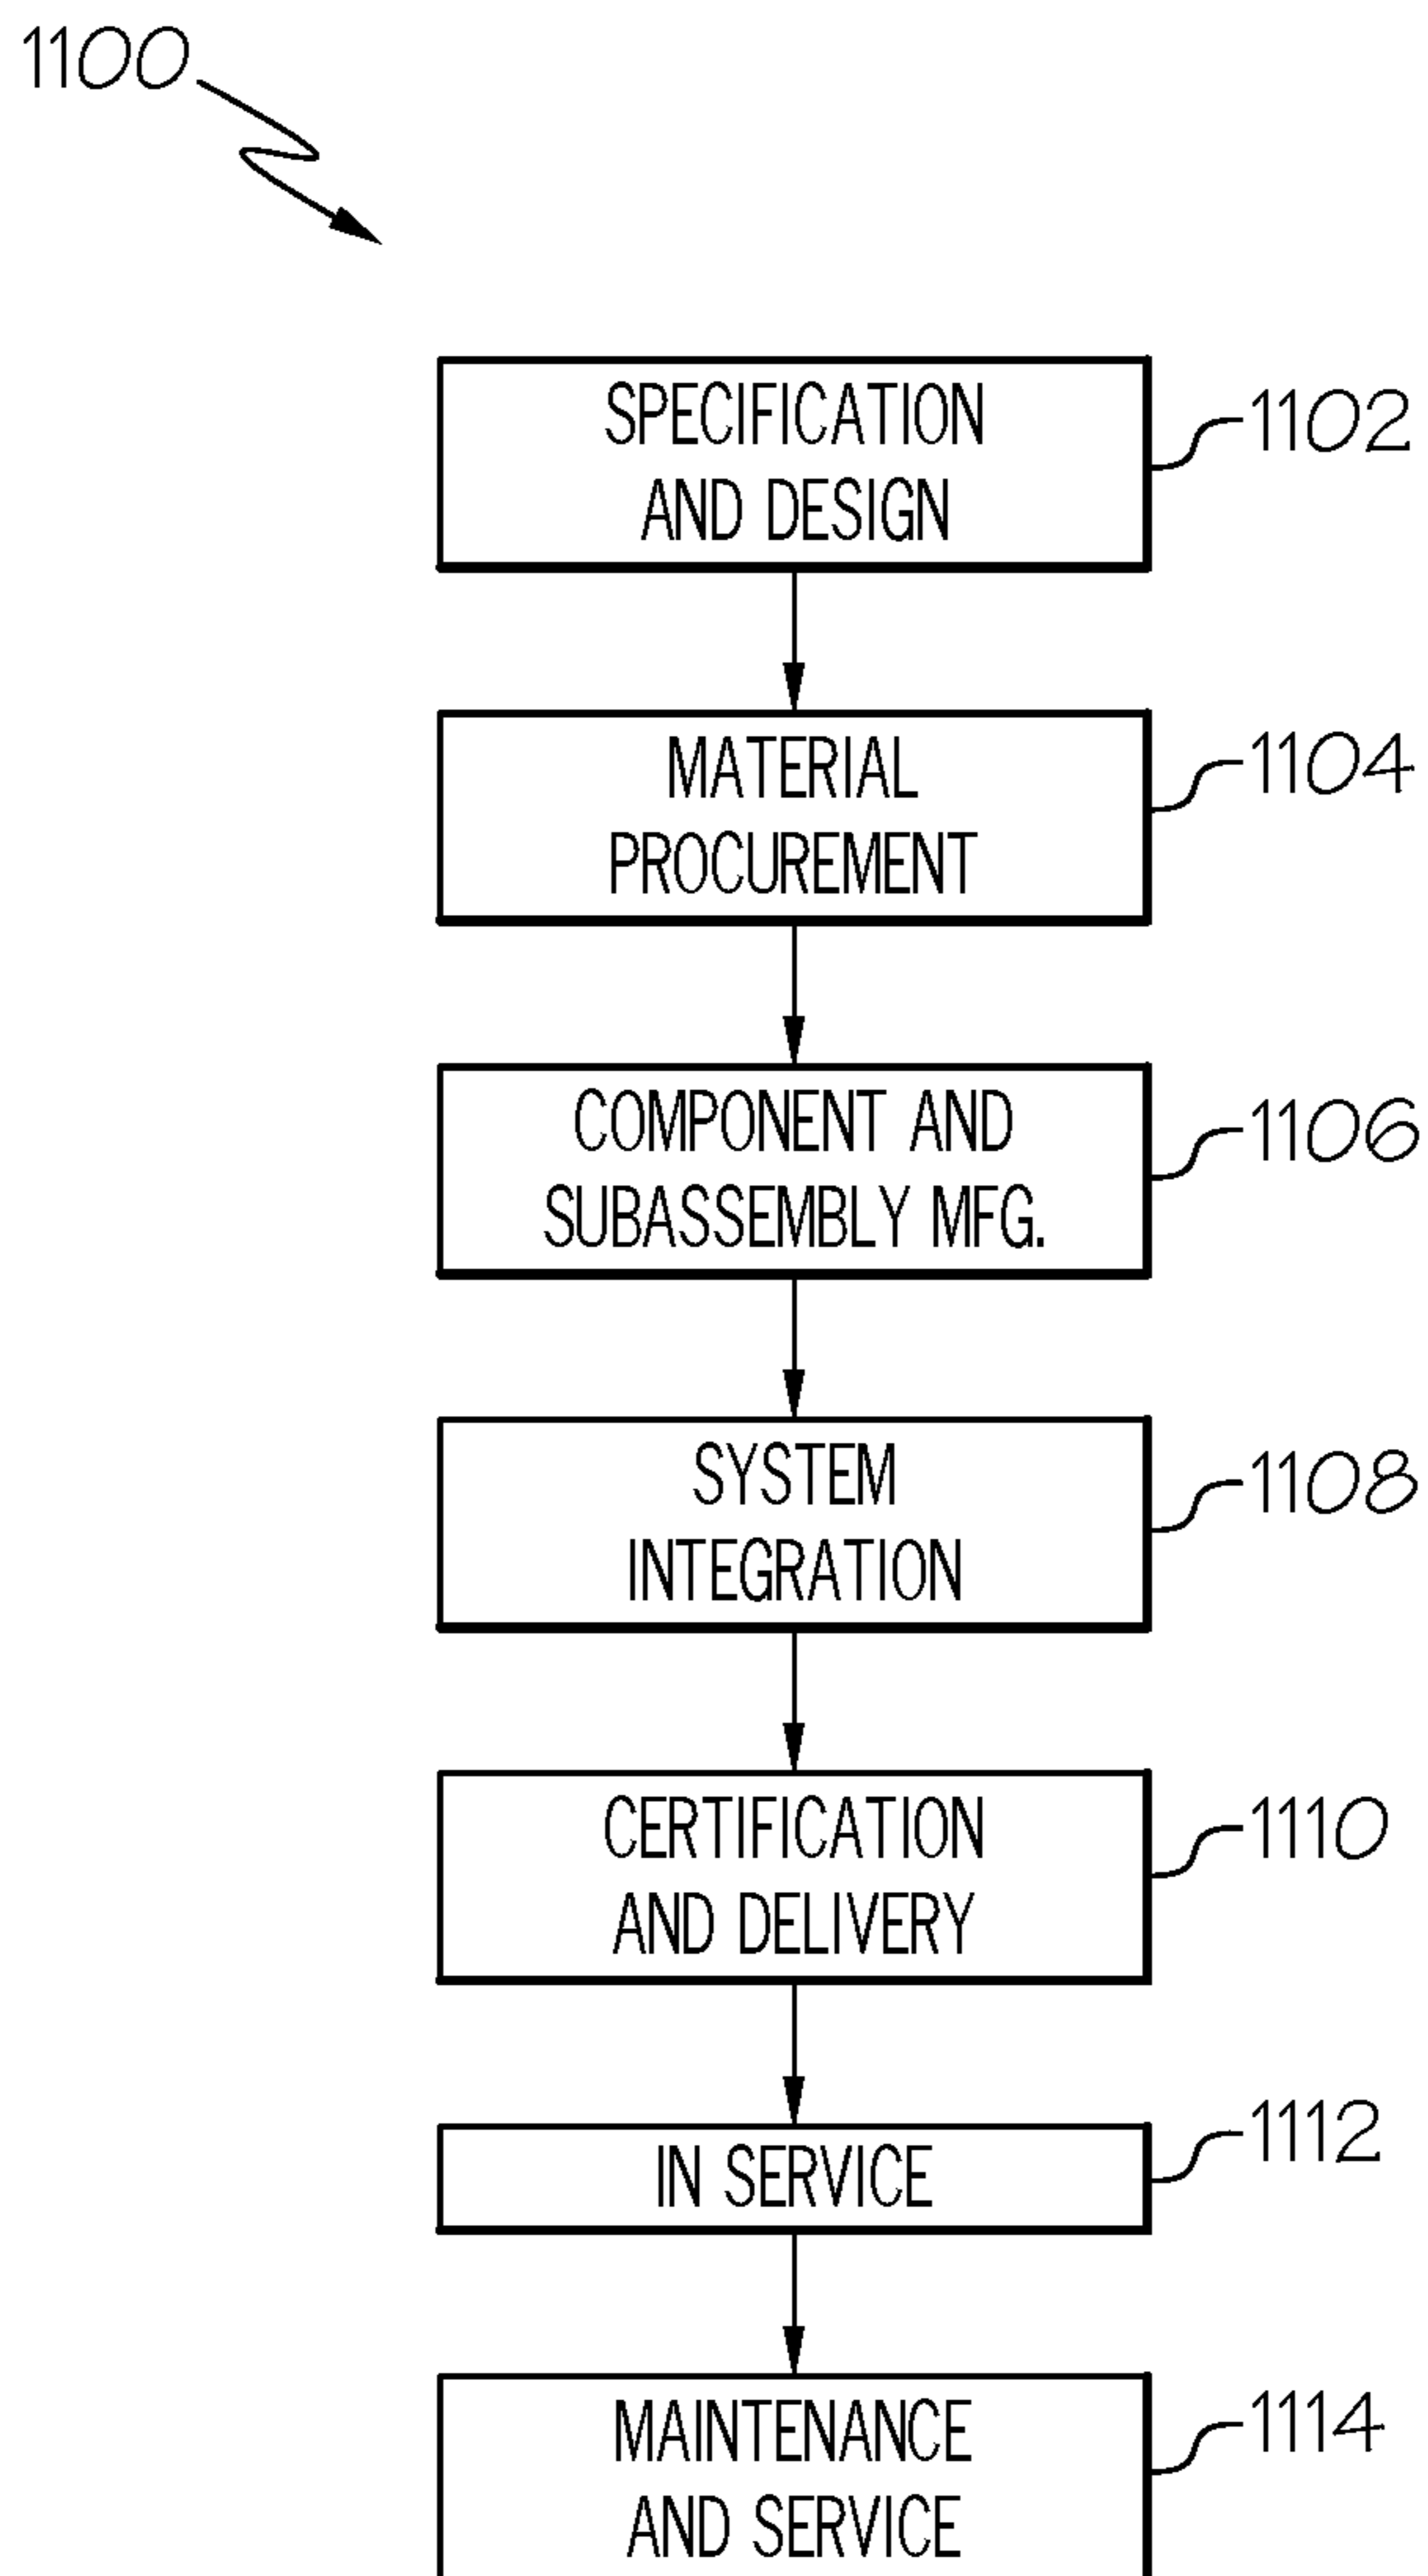 1100
SPECIFICATION
AND DESIGN
1102
MATERIAL
PROCUREMENT
1104
COMPONENT AND
SUBASSEMBLY MFG.
1106
SYSTEM
INTEGRATION
1108
CERTIFICATION
AND DELIVERY
1110
IN SERVICE
1112
MAINTENANCE
AND SERVICE
1114